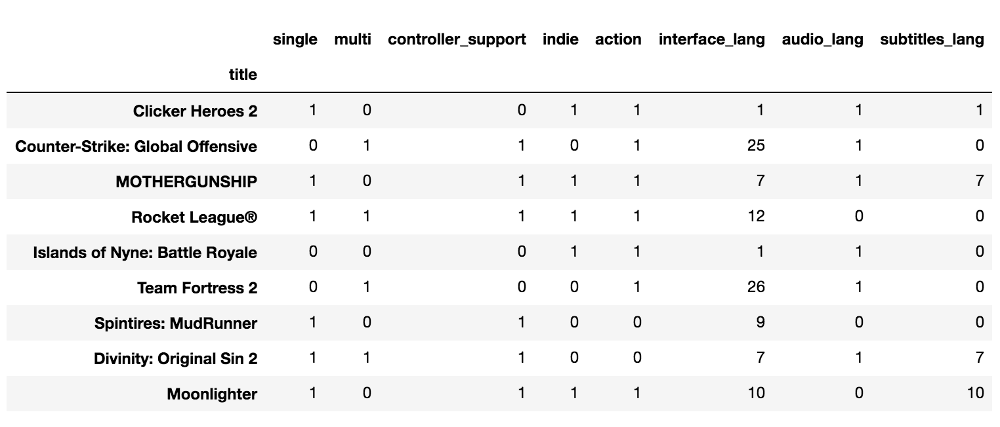 single multi controller_support indie action interface_lang audio_lang subtitles_lang
title
Clicker Heroes 2 1 0 0 1 1 1 1 1
Counter-Strike: Global Offensive 0 1 1 0 1 25 1 0
MOTHERGUNSHIP 1 0 1 1 1 7 1 7
Rocket League® 1 1 1 1 1 12 0 0
Islands of Nyne: Battle Royale 0 0 0 1 1 1 1 0
Team Fortress 2 0 1 0 0 1 26 1 0
Spintires: MudRunner 1 0 1 0 0 9 0 0
Divinity: Original Sin 2 1 1 1 0 0 7 1 7
Moonlighter 1 0 1 1 1 10 0 10